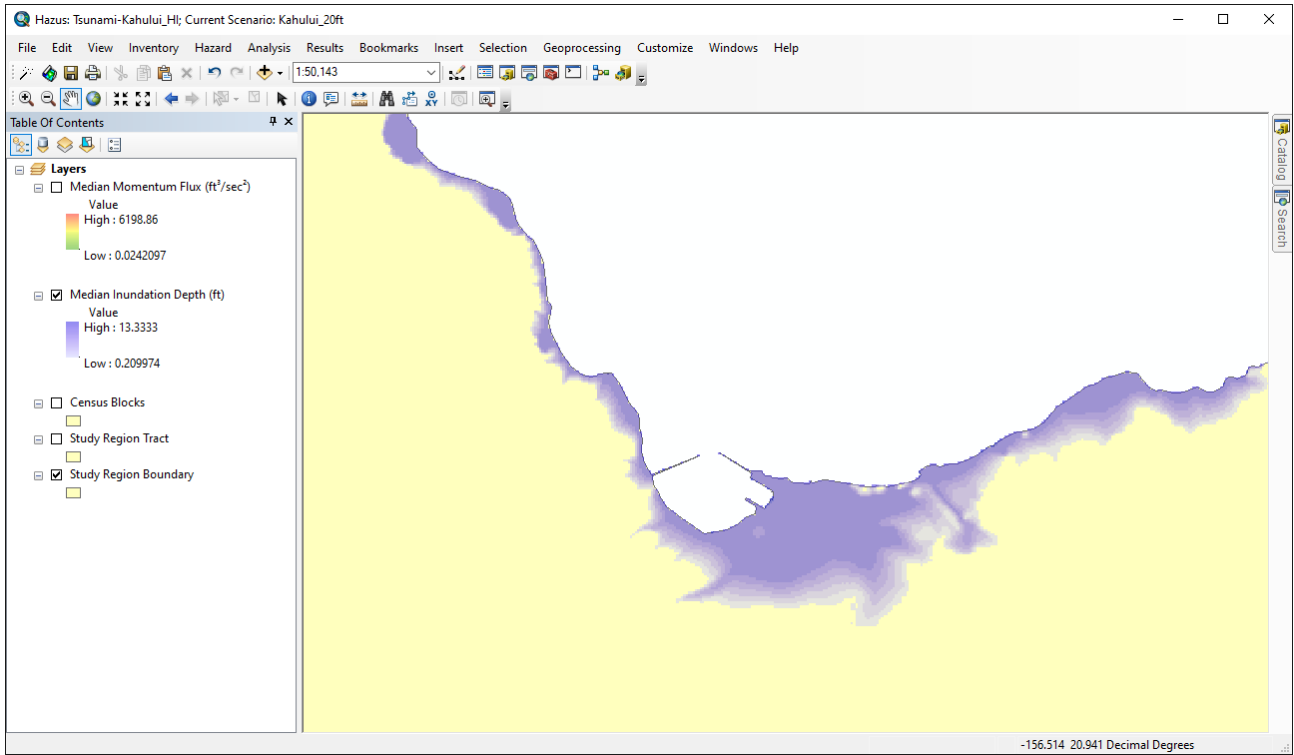 Hazus: Tsunami-Kahului_HI; Current Scenario: Kahului_20ft
File Edit View Inventory Hazard Analysis Results Bookmarks Insert Selection Geoprocessing Customize Windows Help
1:50,143
XY
Table Of Contents
Layers
Median Momentum Flux (ft³/sec²)
Value
High : 6198.86
Low : 0.0242097
Median Inundation Depth (ft)
Value
High : 13.3333
Low : 0.209974
Census Blocks
Study Region Tract
Study Region Boundary
Catalog
Search
-156.514 20.941 Decimal Degrees